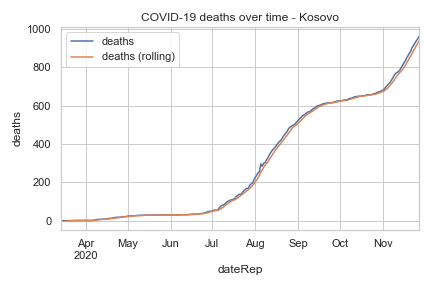 COVID-19 deaths over time - Kosovo
deaths
deaths (rolling)
1000
800
600
400
200
0
deaths
Apr May Jun Jul Aug Sep Oct Nov
2020
dateRep